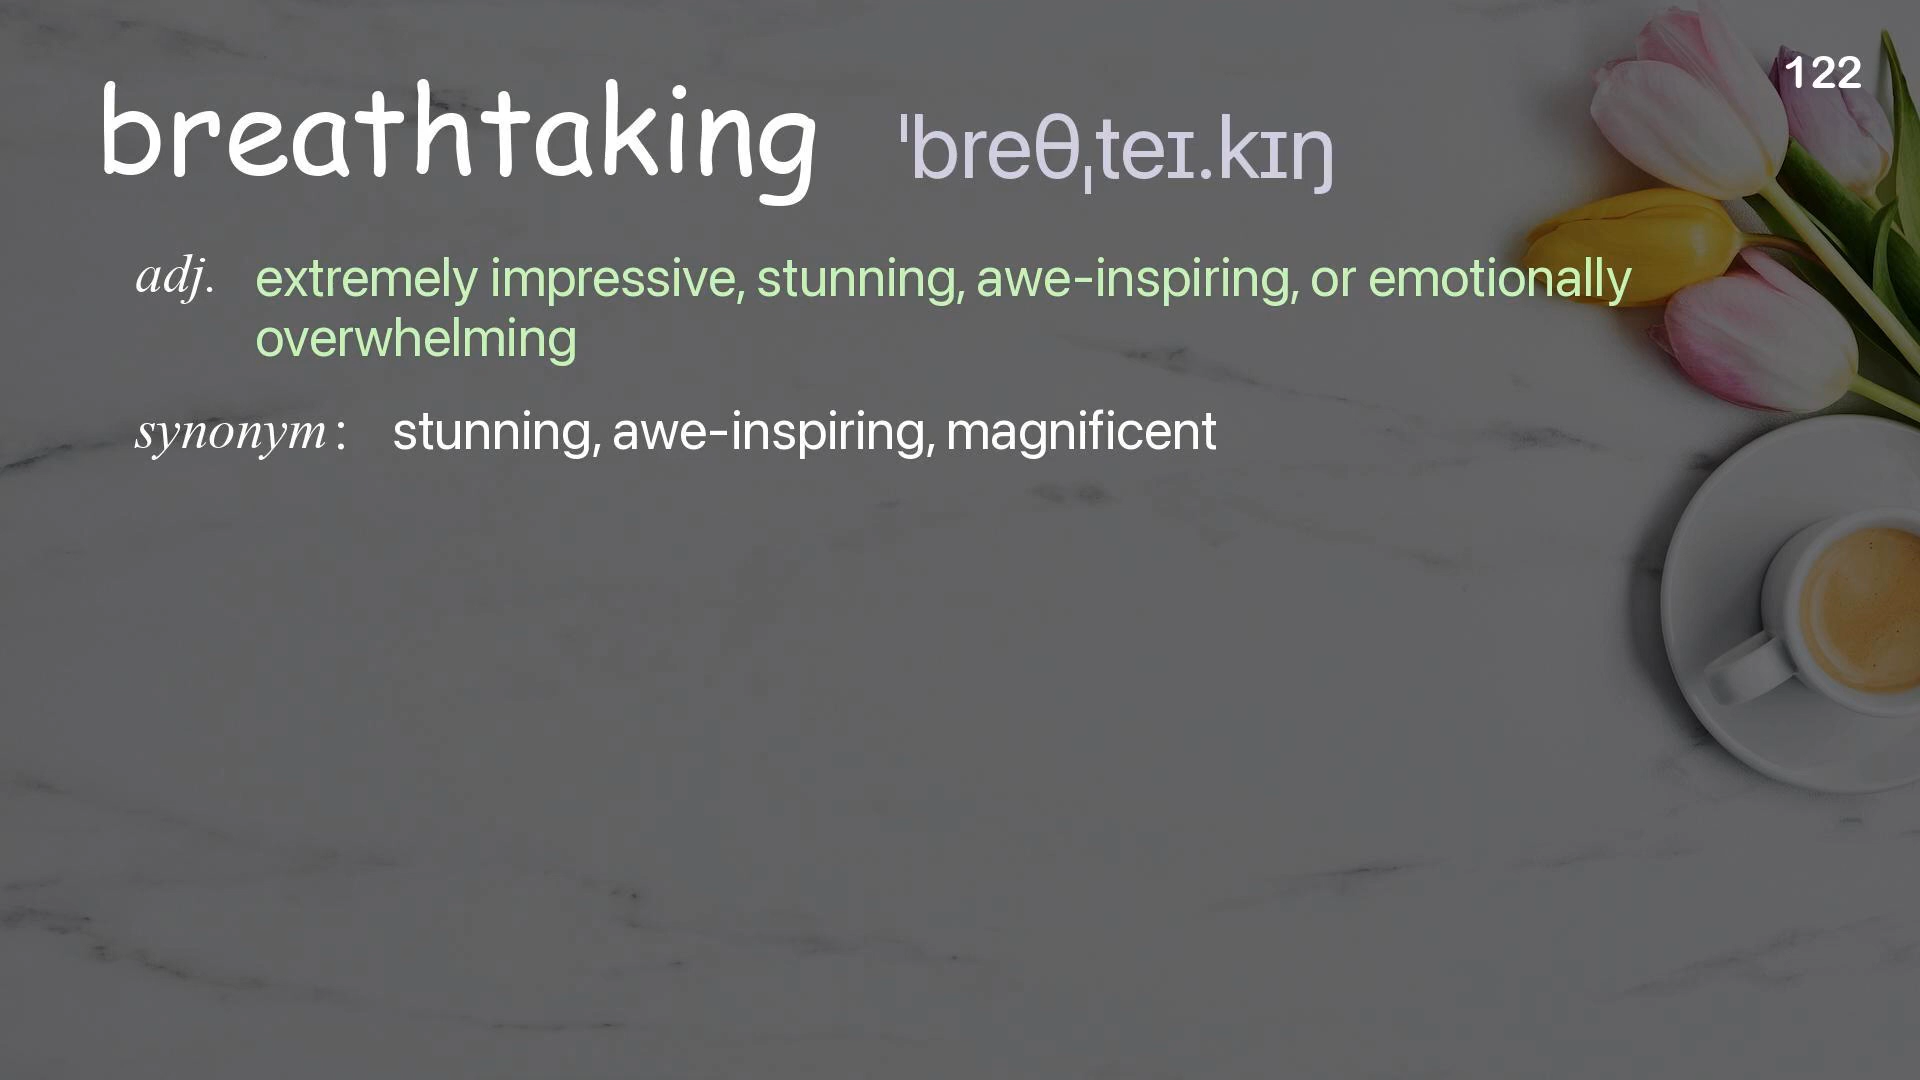 122
breathtaking ˈbreθˌteɪ.kɪŋ
adj. extremely impressive, stunning, awe-inspiring, or emotionally
overwhelming
synonym: stunning, awe-inspiring, magnificent